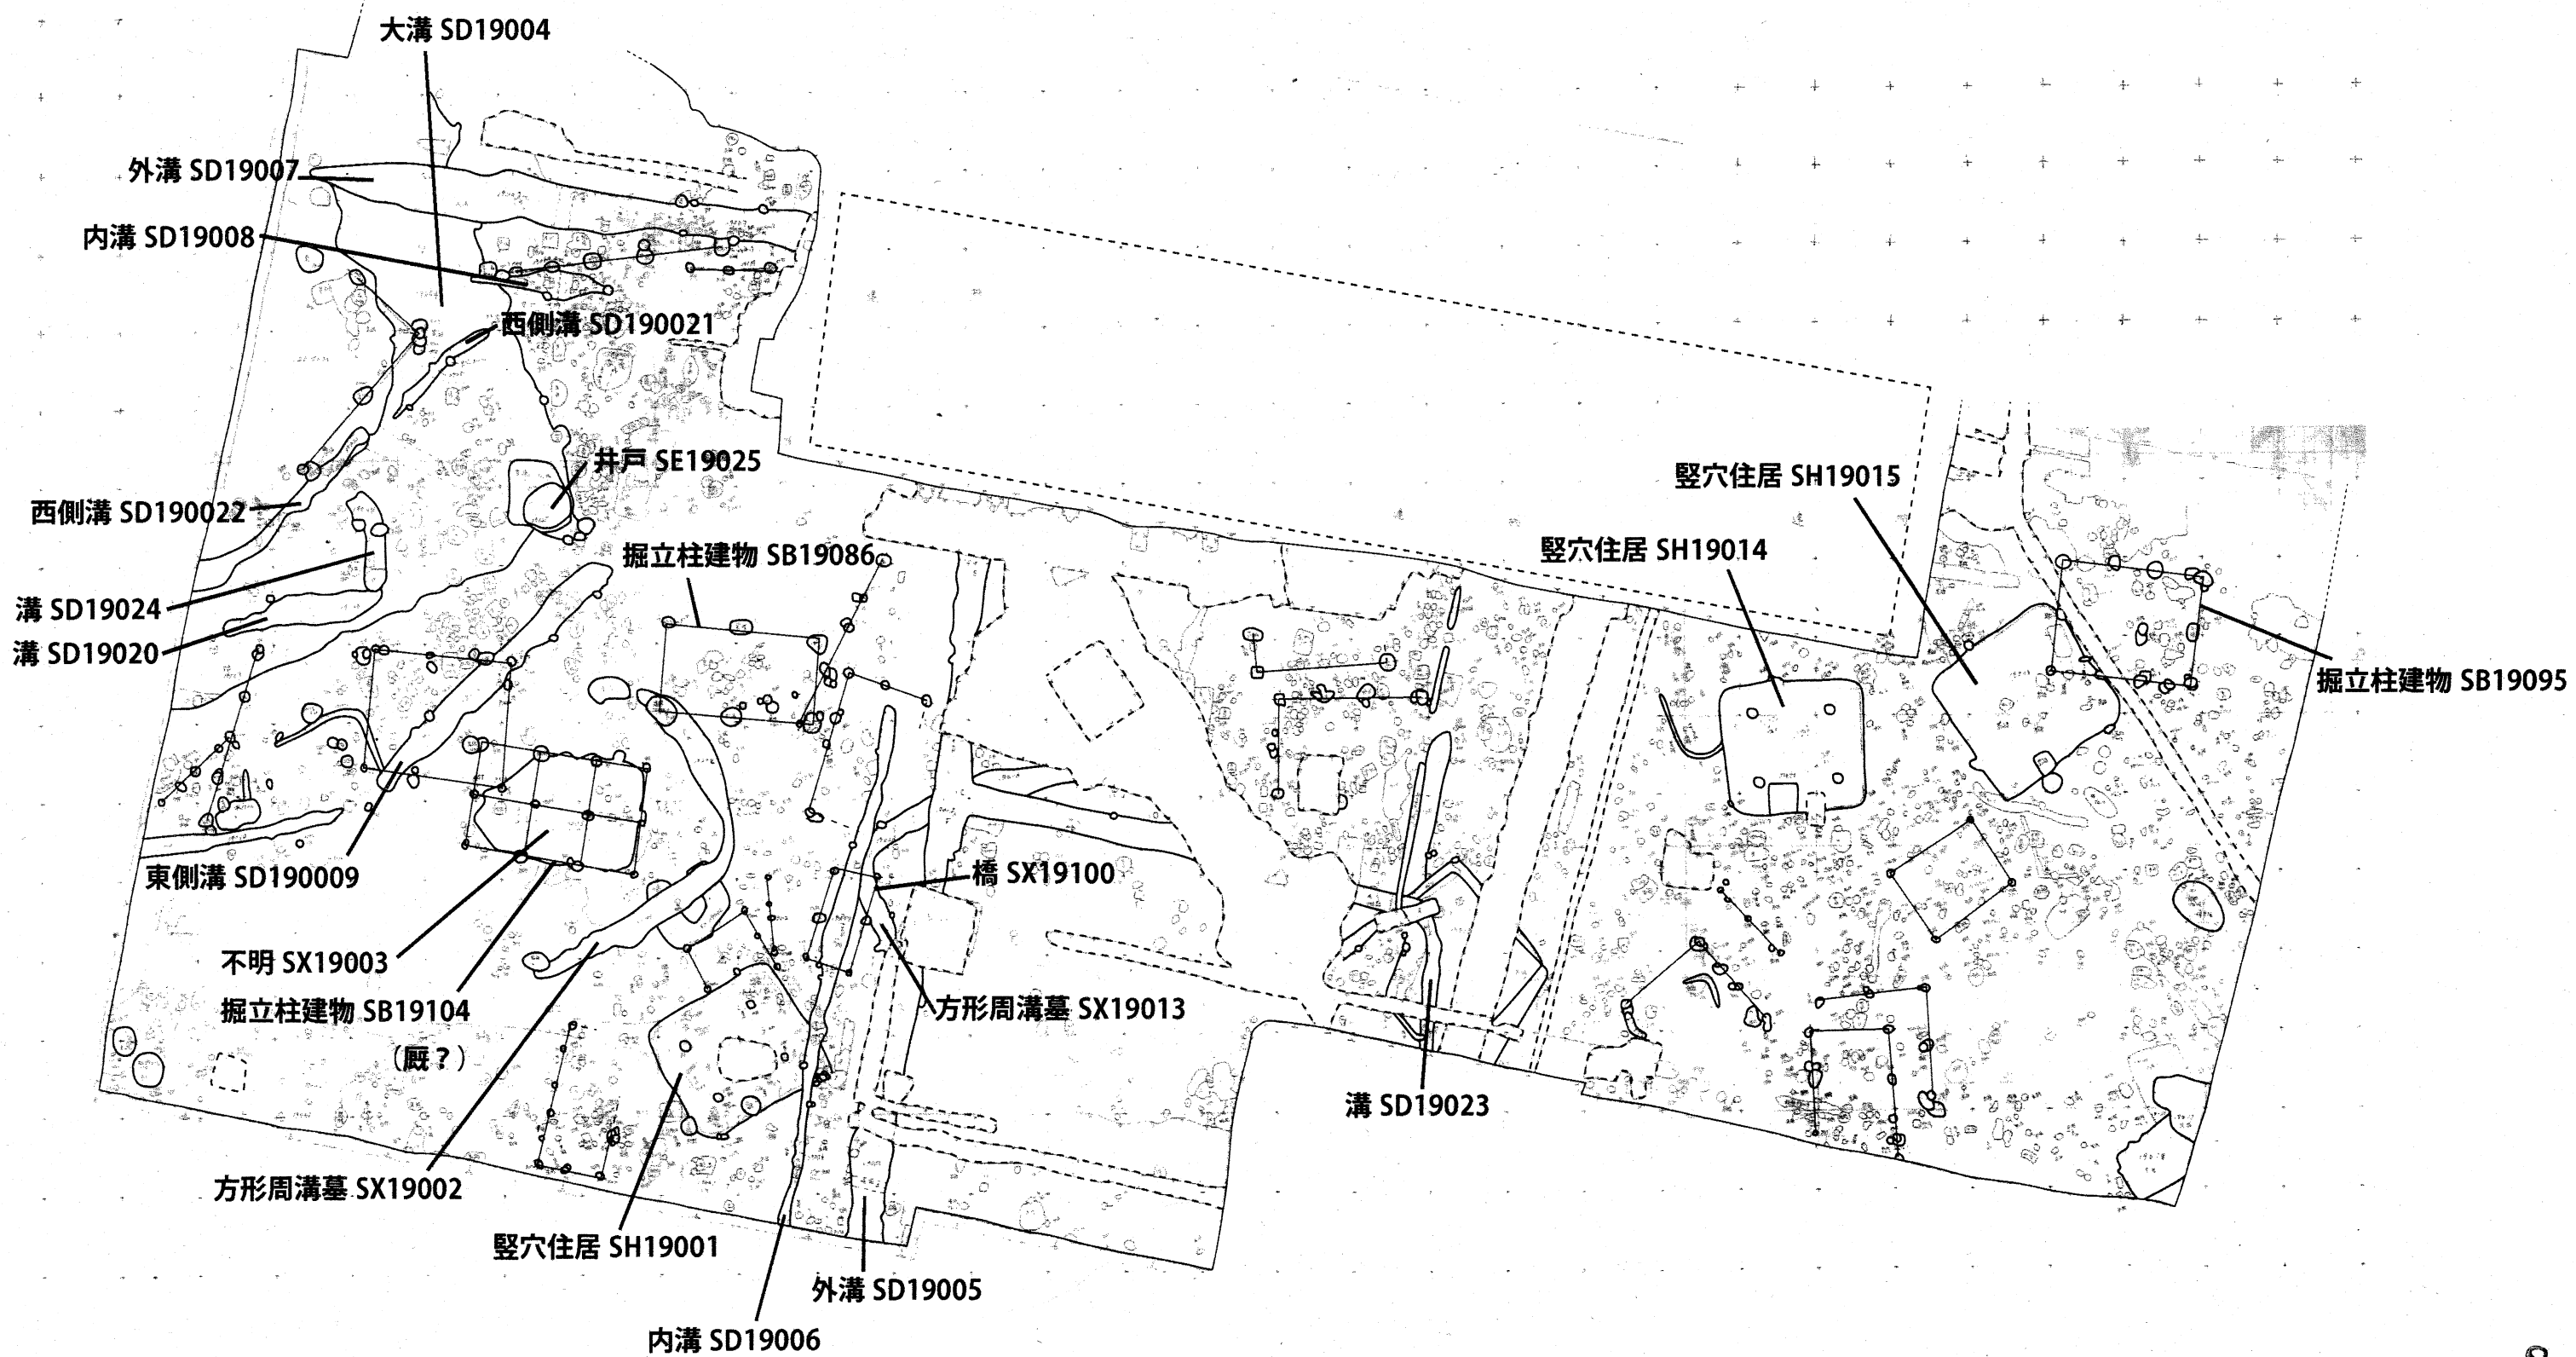 大溝 SD19004
外溝 SD19007
内溝 SD19008
西側溝 SD190021
井戸 SE19025
西側溝 SD190022
竪穴住居 SH19015
竪穴住居 SH19014
掘立柱建物 SB19086
溝 SD19024
溝 SD19020
掘立柱建物 SB19095
東側溝 SD190009
橋 SX19100
不明 SX19003
掘立柱建物 SB19104
（厩？）
方形周溝墓 SX19013
溝 SD19023
方形周溝墓 SX19002
竪穴住居 SH19001
外溝 SD19005
内溝 SD19006